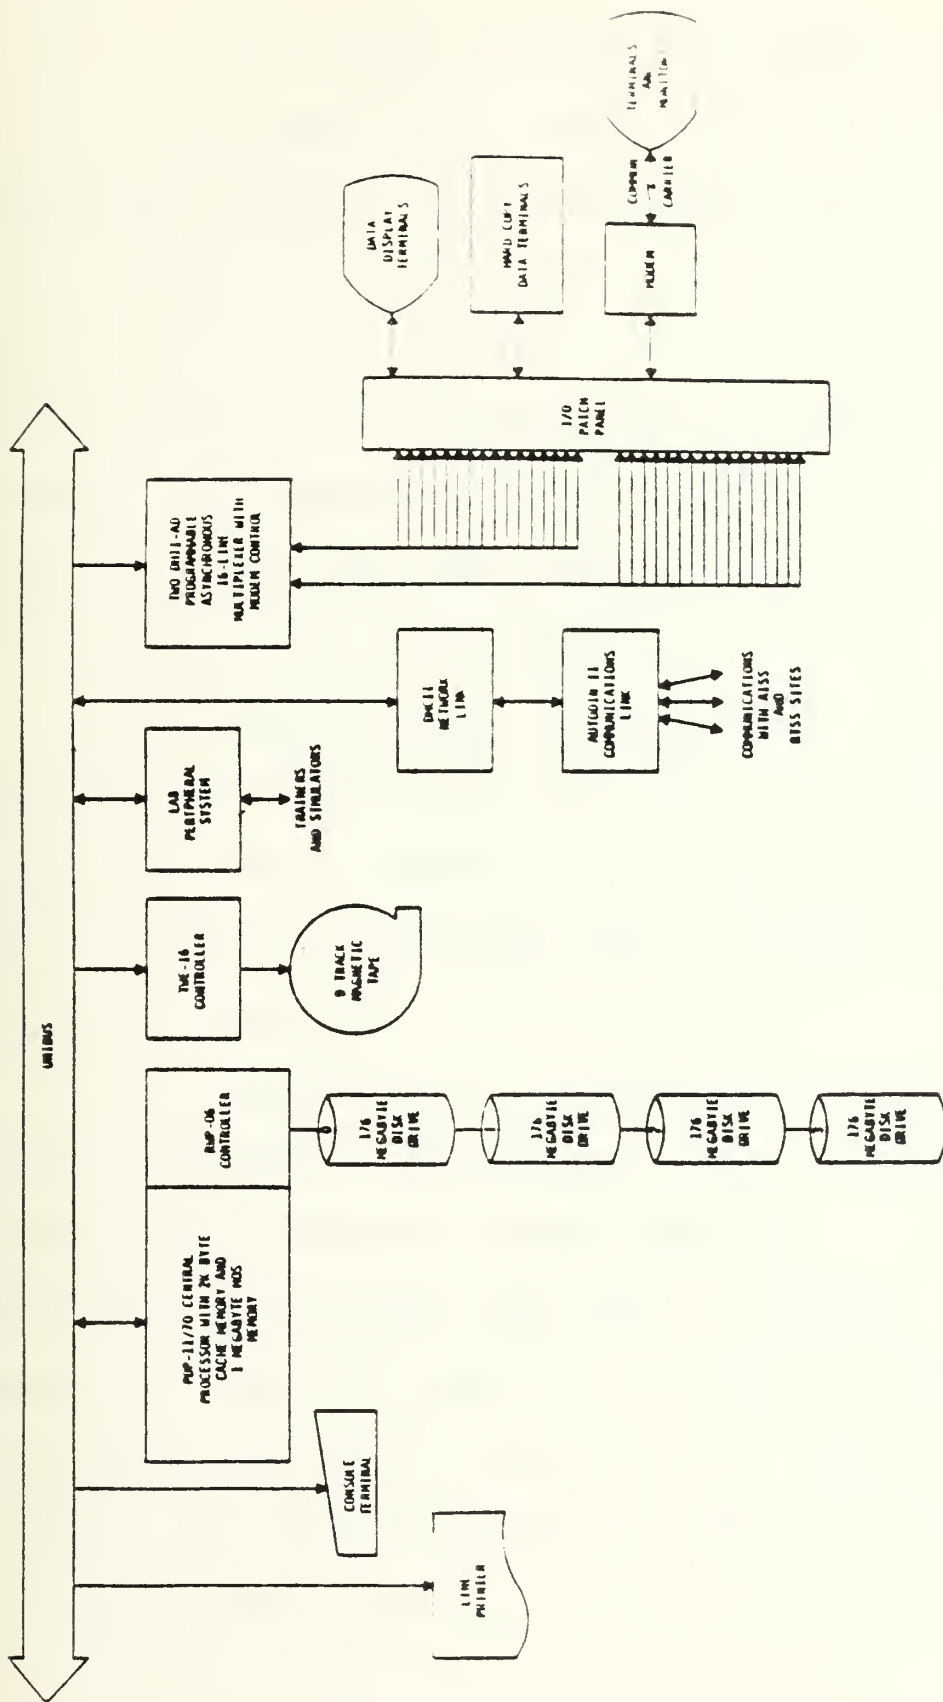 UNIBUS
LINE
PRINTER
CONSOLE
TERMINAL
PDP-11/70 CENTRAL
PROCESSOR WITH 2K BYTE
CACHE MEMORY AND
1 MEGABYTE MOS
MEMORY
RWP-06
CONTROLLER
176
MEGABYTE
DISK
DRIVE
176
MEGABYTE
DISK
DRIVE
176
MEGABYTE
DISK
DRIVE
176
MEGABYTE
DISK
DRIVE
TWE-16
CONTROLLER
9 TRACK
MAGNETIC
TAPE
LAB
PERIPHERAL
SYSTEM
TRAINERS
AND SIMULATORS
DMC11
NETWORK
LINK
AUTODIN II
COMMUNICATIONS
LINK
COMMUNICATIONS
WITH AISS
AND
RTSS SITES
TWO DH11-AD
PROGRAMMABLE
ASYNCHRONOUS
16-LINE
MULTIPLEXER WITH
MODEM CONTROL
I/O
PATCH
PANEL
DATA
DISPLAY
TERMINALS
HARD COPY
DATA TERMINALS
MODEM
COMMON
CARRIER
TERMINALS